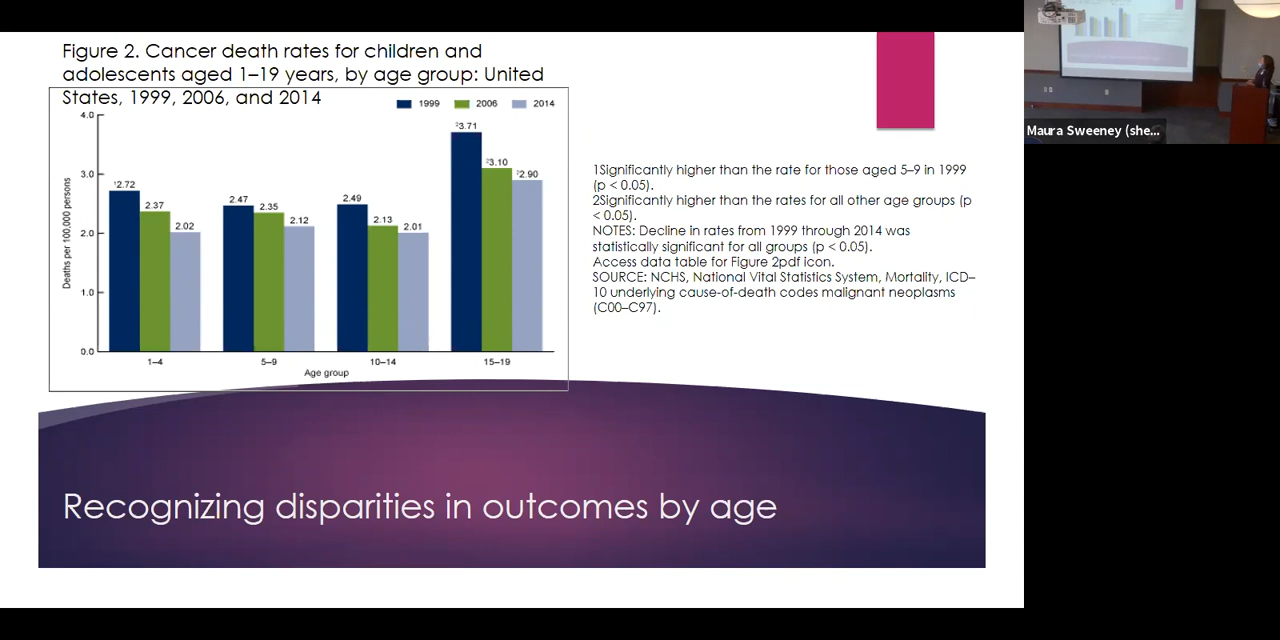 Figure 2. Cancer death rates for children and
adolescents aged 1–19 years, by age group: United
States, 1999, 2006, and 2014
1999 2006 2014
Deaths per 100,000 persons
4.0
3.0
2.0
1.0
0.0
12.72
2.37
2.02
2.47
2.35
2.12
2.49
2.13
2.01
23.71
23.10
22.90
1–4 5–9 10–14 15–19
Age group
1Significantly higher than the rate for those aged 5–9 in 1999
(p < 0.05).
2Significantly higher than the rates for all other age groups (p
< 0.05).
NOTES: Decline in rates from 1999 through 2014 was
statistically significant for all groups (p < 0.05).
Access data table for Figure 2pdf icon.
SOURCE: NCHS, National Vital Statistics System, Mortality, ICD–
10 underlying cause-of-death codes malignant neoplasms
(C00–C97).
Recognizing disparities in outcomes by age
Maura Sweeney (she...